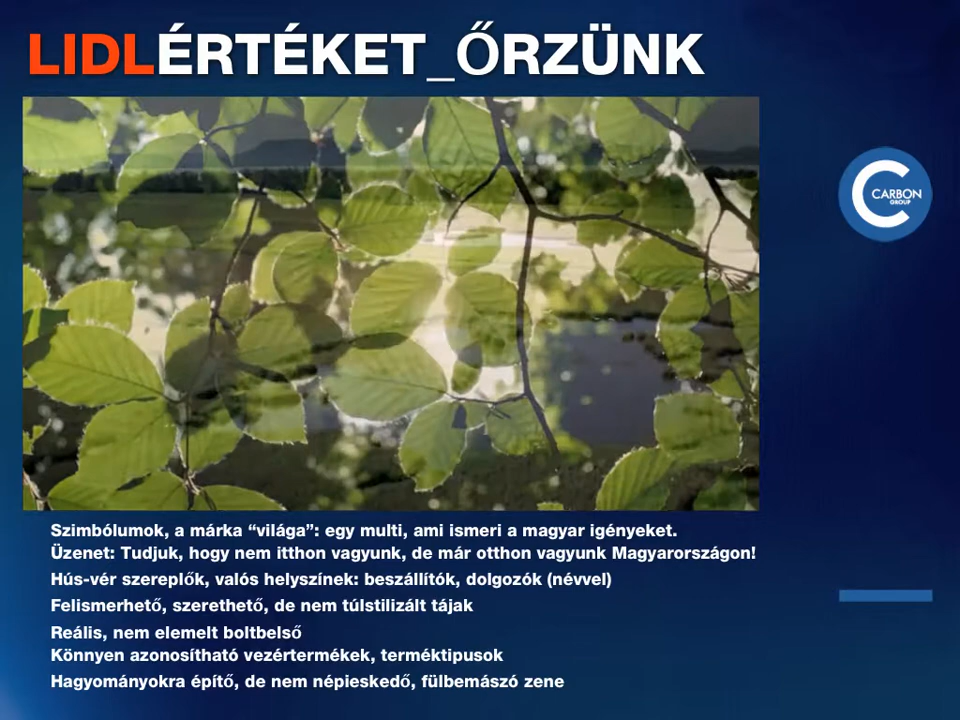 LIDLÉRTÉKET_ŐRZÜNK
CARBON
GROUP
Szimbólumok, a márka “világa”: egy multi, ami ismeri a magyar igényeket.
Üzenet: Tudjuk, hogy nem itthon vagyunk, de már otthon vagyunk Magyarországon!
Hús-vér szereplők, valós helyszínek: beszállítók, dolgozók (névvel)
Felismerhető, szerethető, de nem túlstilizált tájak
Reális, nem elemelt boltbelső
Könnyen azonosítható vezértermékek, terméktipusok
Hagyományokra építő, de nem népieskedő, fülbemászó zene